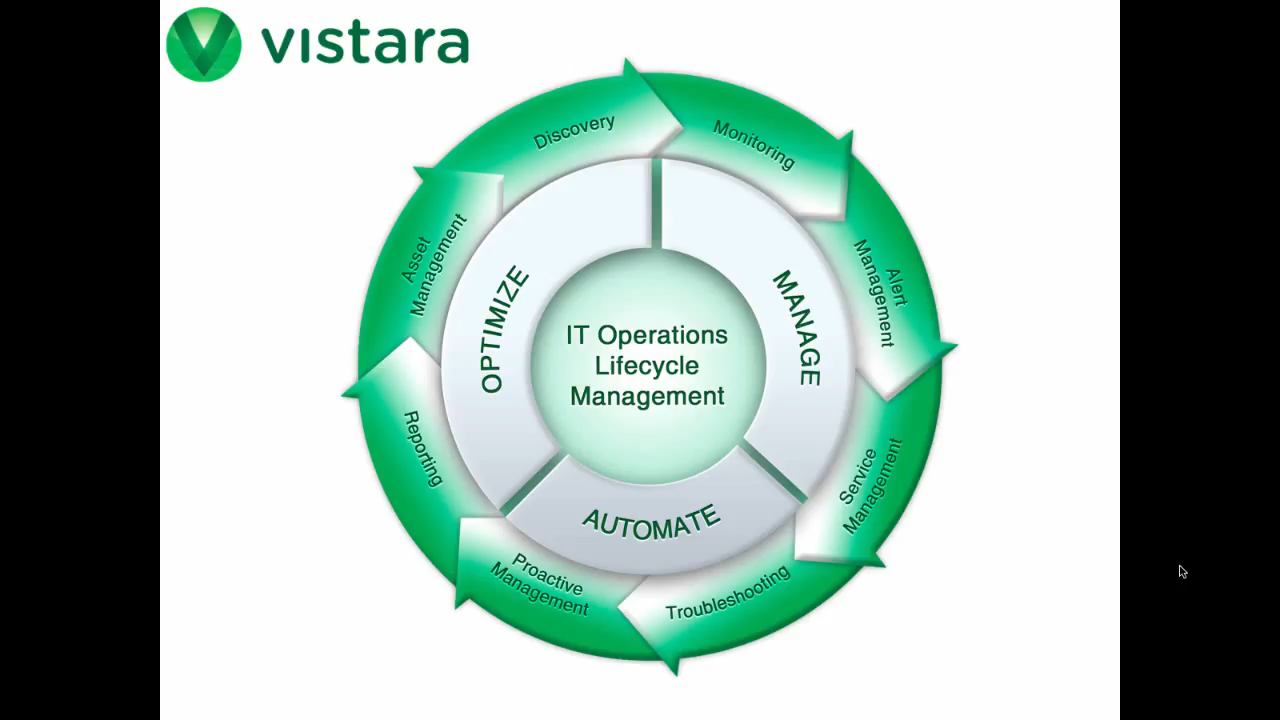 vistara
Discovery
Monitoring
Alert
Management
Service
Management
Troubleshooting
Proactive
Management
Reporting
Asset
Management
OPTIMIZE
MANAGE
AUTOMATE
IT Operations
Lifecycle
Management